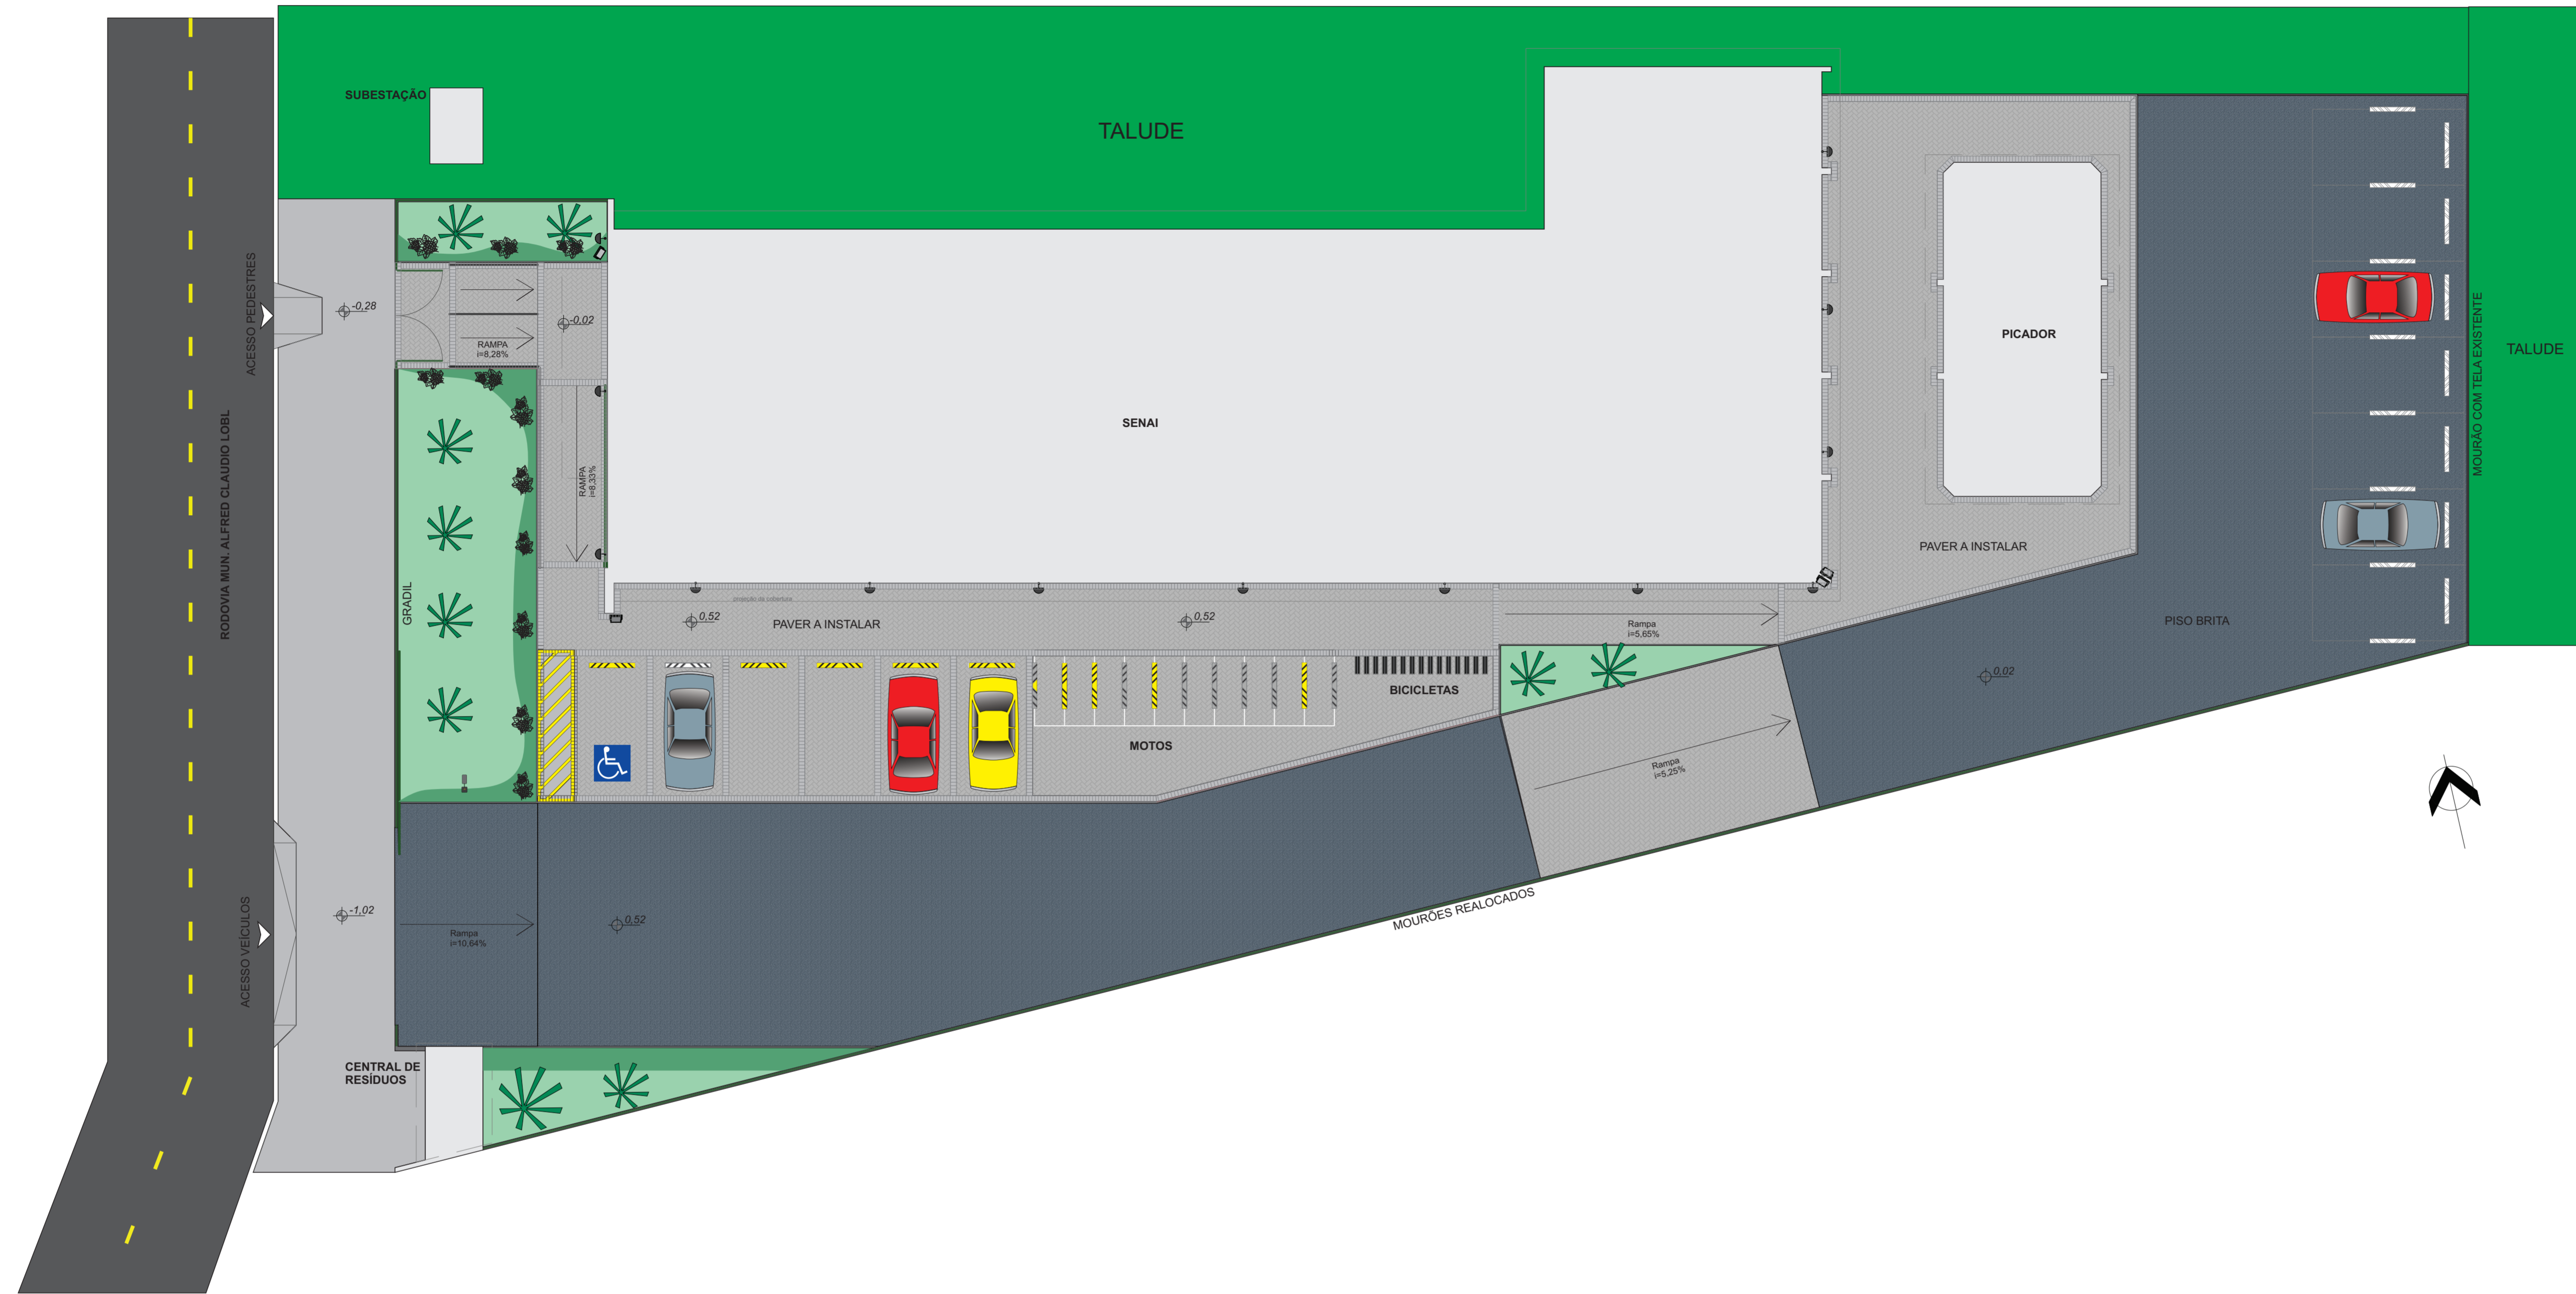 SUBESTAÇÃO
TALUDE
ACESSO PEDESTRES
-0,28
-0,02
RAMPA
i=8,28%
RODOVIA MUN. ALFRED CLAUDIO LOBL
GRADIL
RAMPA
i=8,33%
SENAI
PICADOR
MOURÃO COM TELA EXISTENTE
TALUDE
PAVER A INSTALAR
projeção da cobertura
0,52
PAVER A INSTALAR
0,52
Rampa
i=5,65%
PISO BRITA
0,02
BICICLETAS
MOTOS
Rampa
i=5,25%
ACESSO VEÍCULOS
-1,02
Rampa
i=10,64%
0,52
MOURÕES REALOCADOS
CENTRAL DE
RESÍDUOS